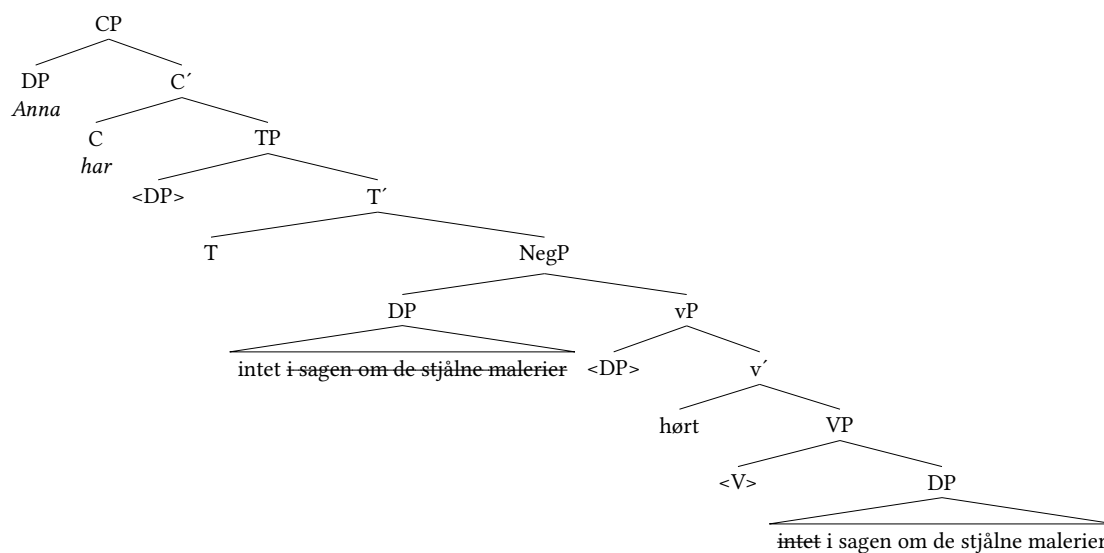 CP
DP C´
Anna
C TP
har
<DP> T´
T NegP
DP vP
intet i sagen om de stjålne malerier <DP> v´
hørt VP
<V> DP
intet i sagen om de stjålne malerier